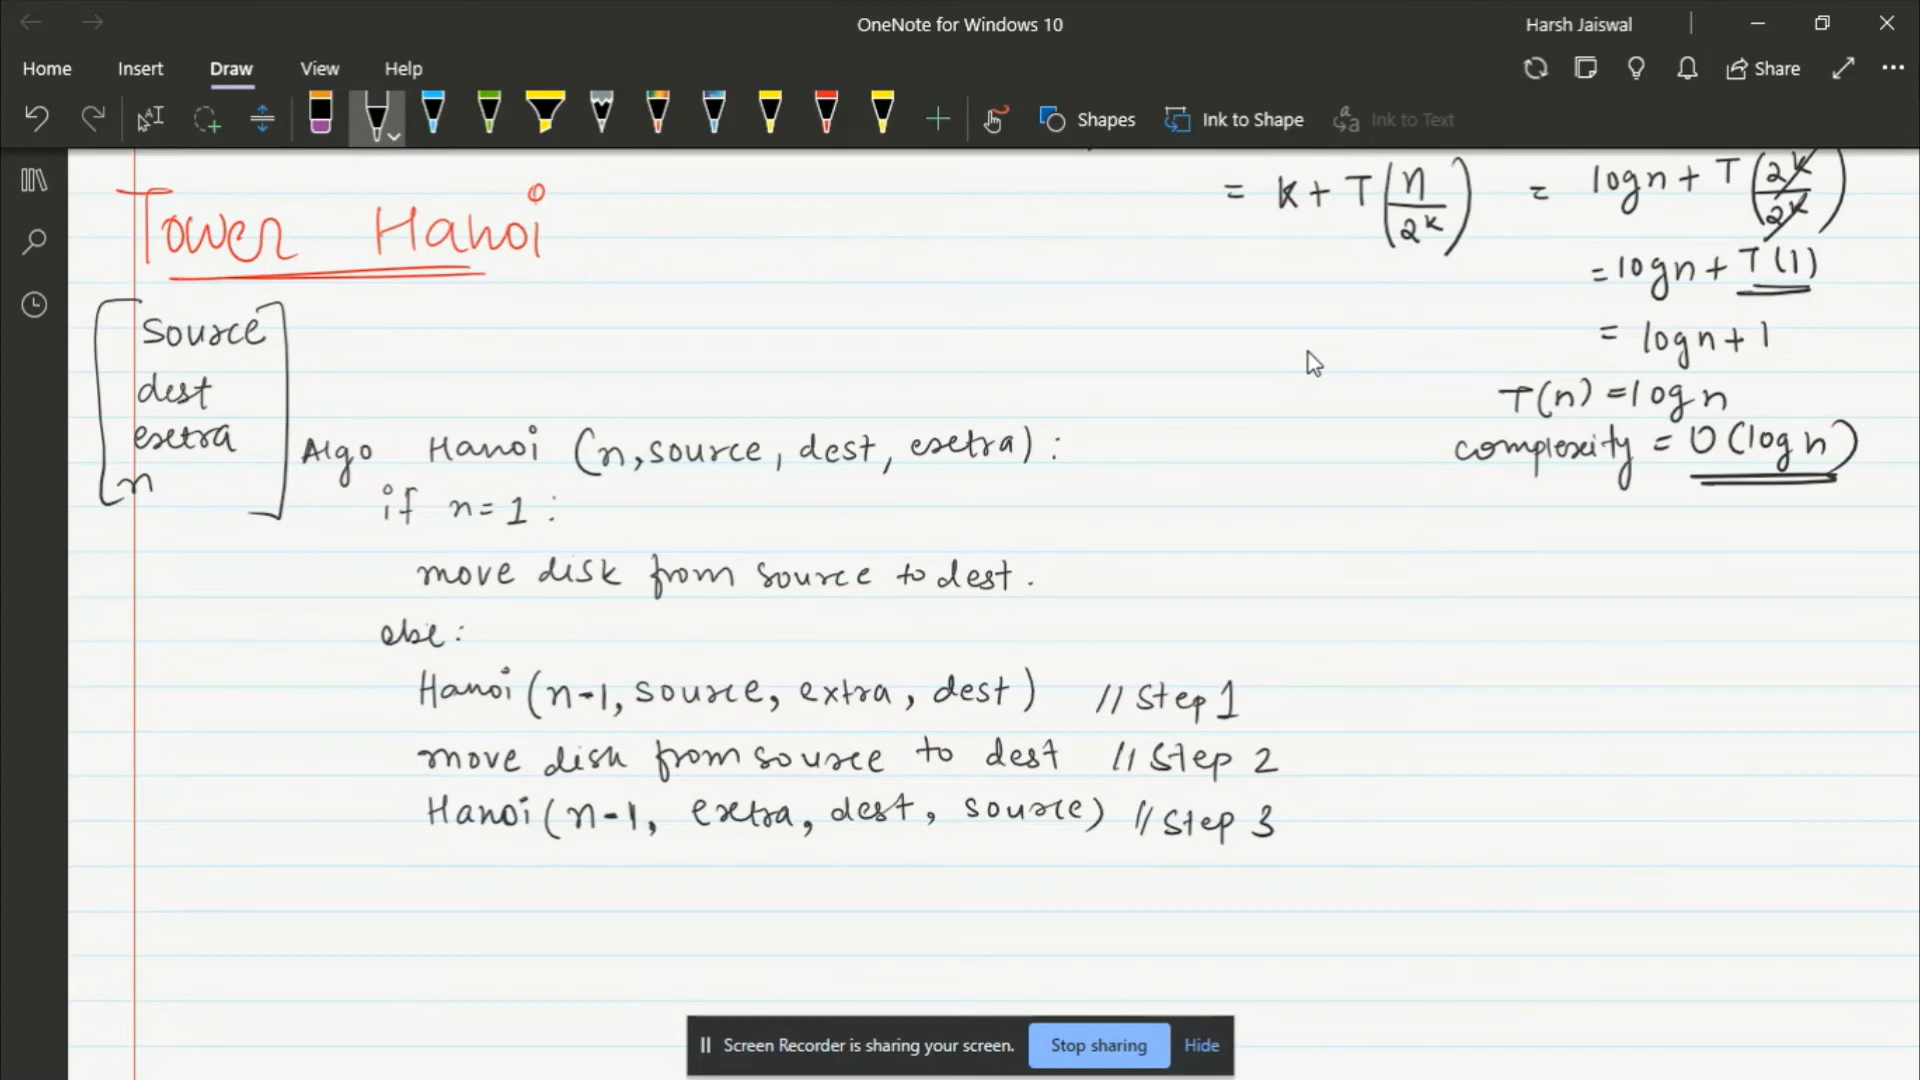 OneNote for Windows 10
Harsh Jaiswal
Home Insert Draw View Help
Share
Shapes Ink to Shape Ink to Text
Tower Hanoi
= K + T(n/2^k) = logn + T(2^k/2^k)
= logn + T(1)
= logn + 1
T(n) = logn
complexity = O(log n)
source
dest
extra
n
Algo Hanoi (n, source, dest, extra) :
if n = 1 :
move disk from source to dest.
else :
Hanoi (n-1, source, extra, dest) // Step 1
move disk from source to dest // Step 2
Hanoi (n-1, extra, dest, source) // Step 3
Screen Recorder is sharing your screen. Stop sharing Hide